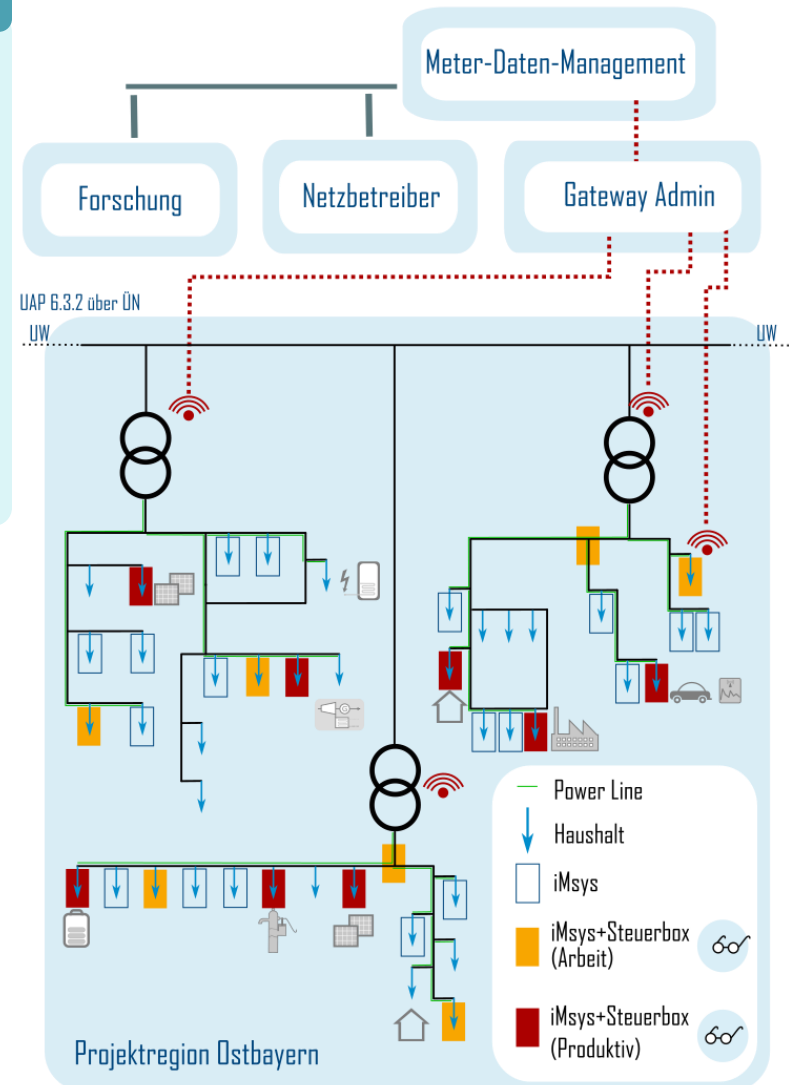 Meter-Daten-Management
Forschung
Netzbetreiber
Gateway Admin
UAP 6.3.2 über ÜN
UW
UW
G
Power Line
Haushalt
iMsys
iMsys+Steuerbox
(Arbeit)
iMsys+Steuerbox
(Produktiv)
Projektregion Ostbayern